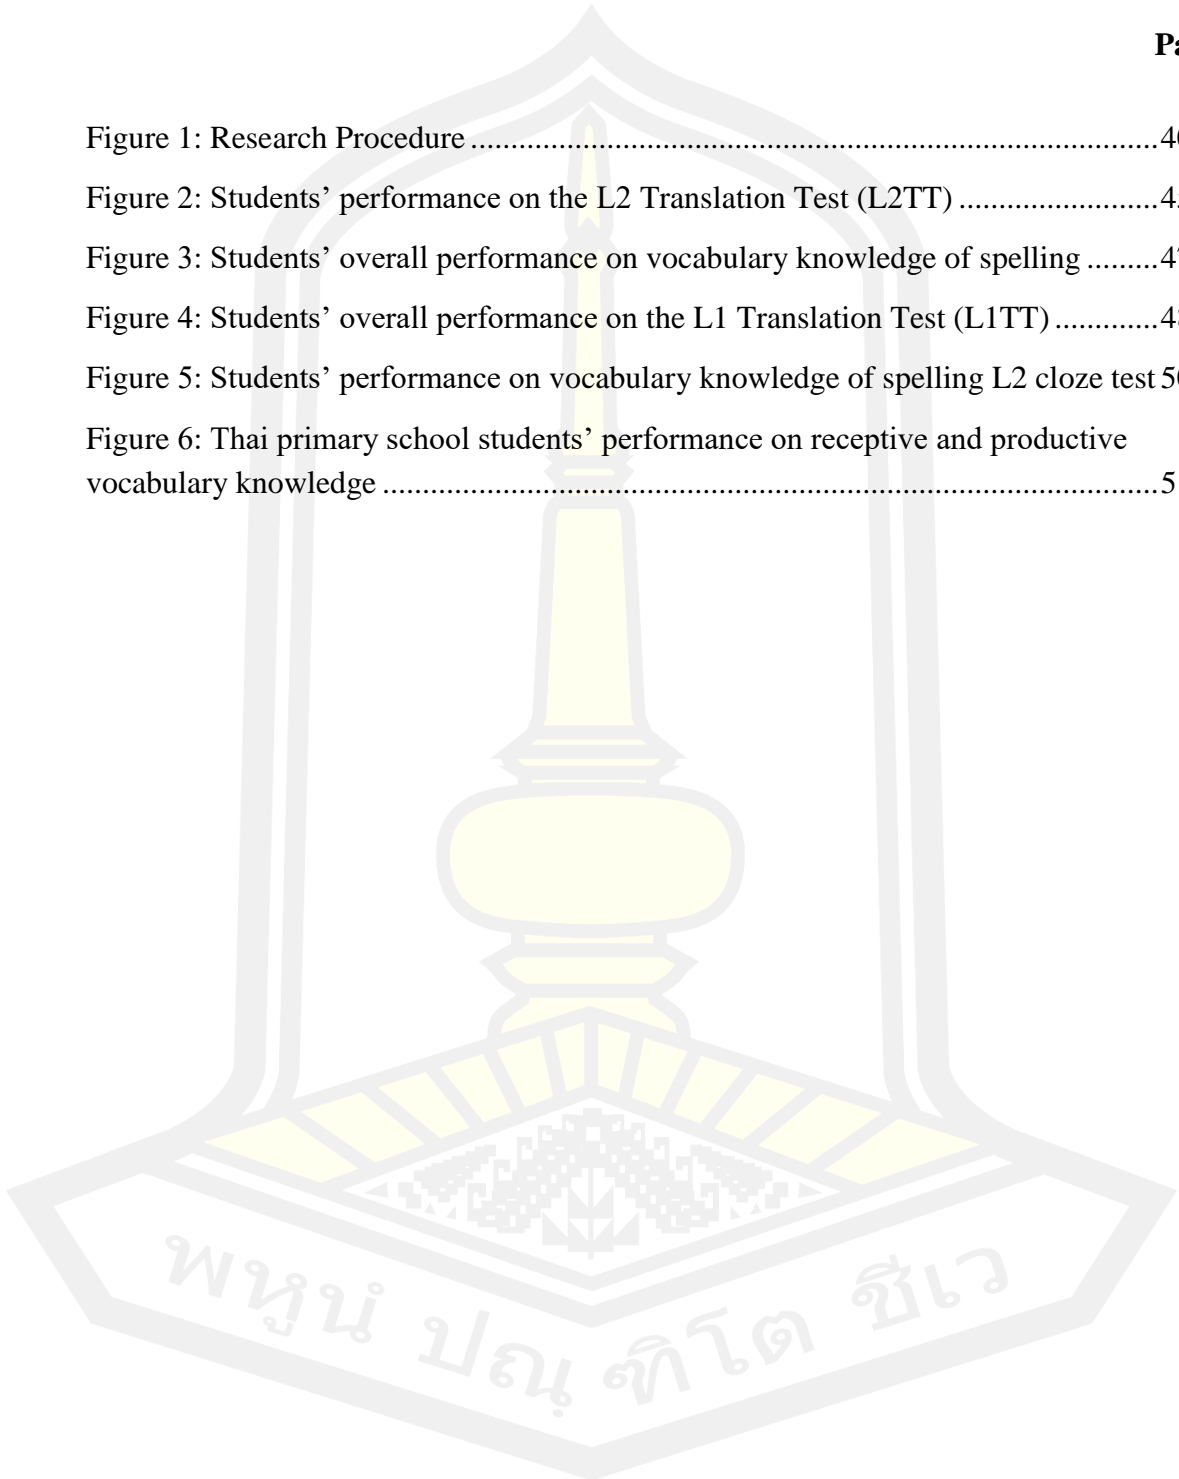 Pa
Figure 1: Research Procedure ........................................................................................4
Figure 2: Students’ performance on the L2 Translation Test (L2TT) .........................4
Figure 3: Students’ overall performance on vocabulary knowledge of spelling .........4
Figure 4: Students’ overall performance on the L1 Translation Test (L1TT) .............4
Figure 5: Students’ performance on vocabulary knowledge of spelling L2 cloze test 5
Figure 6: Thai primary school students’ performance on receptive and productive
vocabulary knowledge ...................................................................................................5
พหูนํ ปณฺฑิโต ชีเว